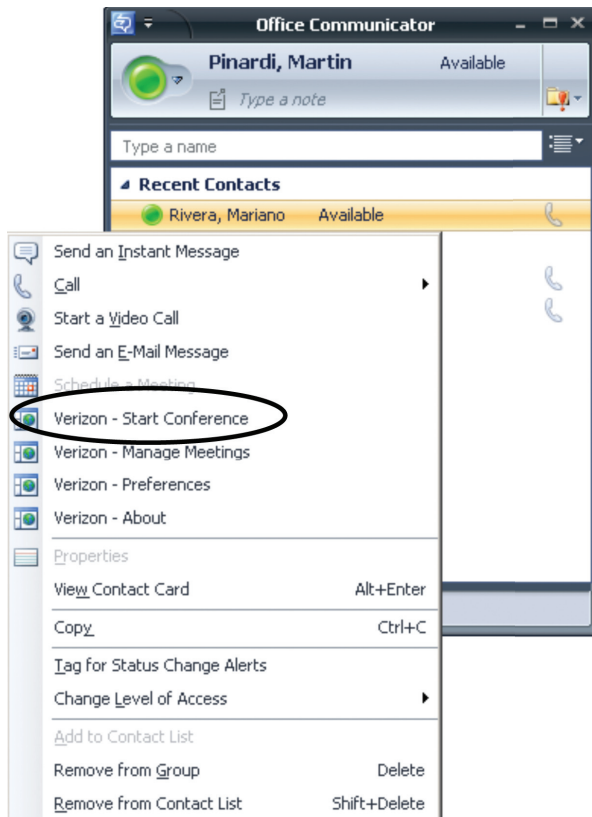 Office Communicator
Pinardi, Martin Available
Type a note
Type a name
Recent Contacts
Rivera, Mariano Available
Send an Instant Message
Call
Start a Video Call
Send an E-Mail Message
Schedule a Meeting
Verizon - Start Conference
Verizon - Manage Meetings
Verizon - Preferences
Verizon - About
Properties
View Contact Card Alt+Enter
Copy Ctrl+C
Tag for Status Change Alerts
Change Level of Access
Add to Contact List
Remove from Group Delete
Remove from Contact List Shift+Delete